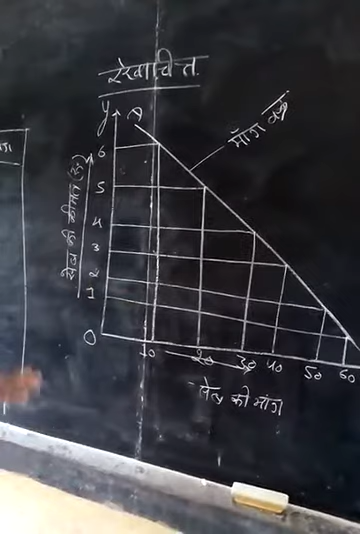 रेखाचित्र
y
D
माँग वक्र
6
5
4
3
2
1
0
सेब की कीमत (रु.)
10 20 30 40 50 60
सेब की मांग